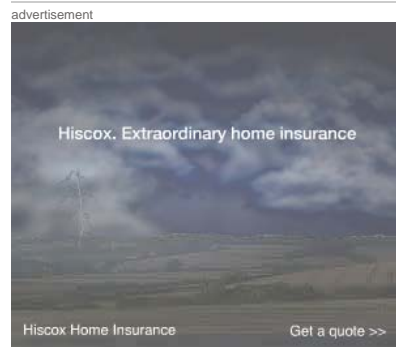 advertisement
Hiscox. Extraordinary home insurance
Hiscox Home Insurance
Get a quote >>